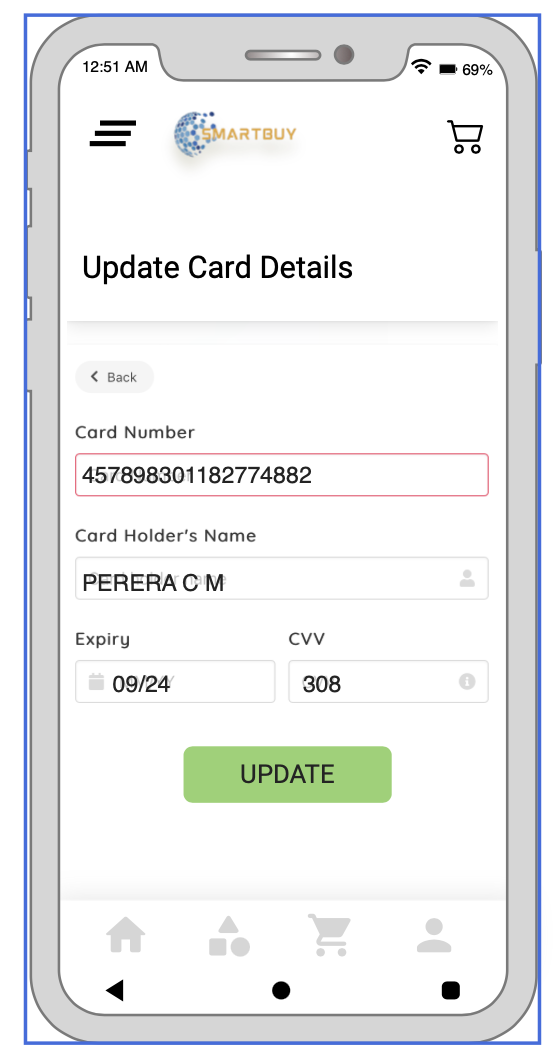 12:51 AM 69%
SMARTBUY
Update Card Details
Back
Card Number
457898301182774882
Card Holder's Name
PERERA C M
Expiry CVV
09/24 308
UPDATE